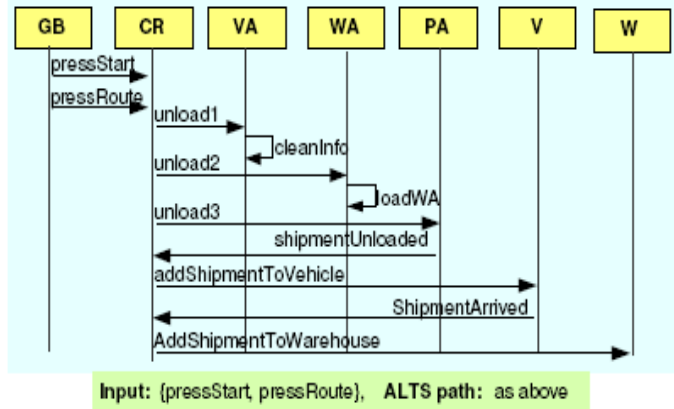 GB CR VA WA PA V W
pressStart
pressRoute
unload1
cleanInfo
unload2
loadWA
unload3
shipmentUnloaded
addShipmentToVehicle
ShipmentArrived
AddShipmentToWarehouse
Input: {pressStart, pressRoute}, ALTS path: as above